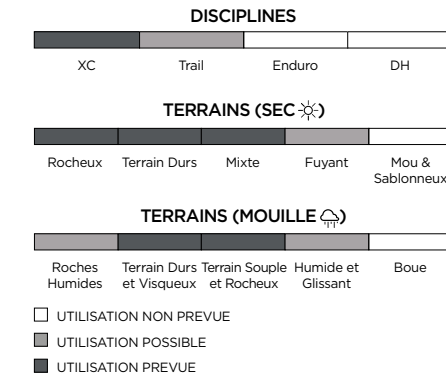 DISCIPLINES
XC Trail Enduro DH
TERRAINS (SEC)
Rocheux Terrain Durs Mixte Fuyant Mou &
Sablonneux
TERRAINS (MOUILLE)
Roches Terrain Durs Terrain Souple Humide et Boue
Humides et Visqueux et Rocheux Glissant
UTILISATION NON PREVUE
UTILISATION POSSIBLE
UTILISATION PREVUE